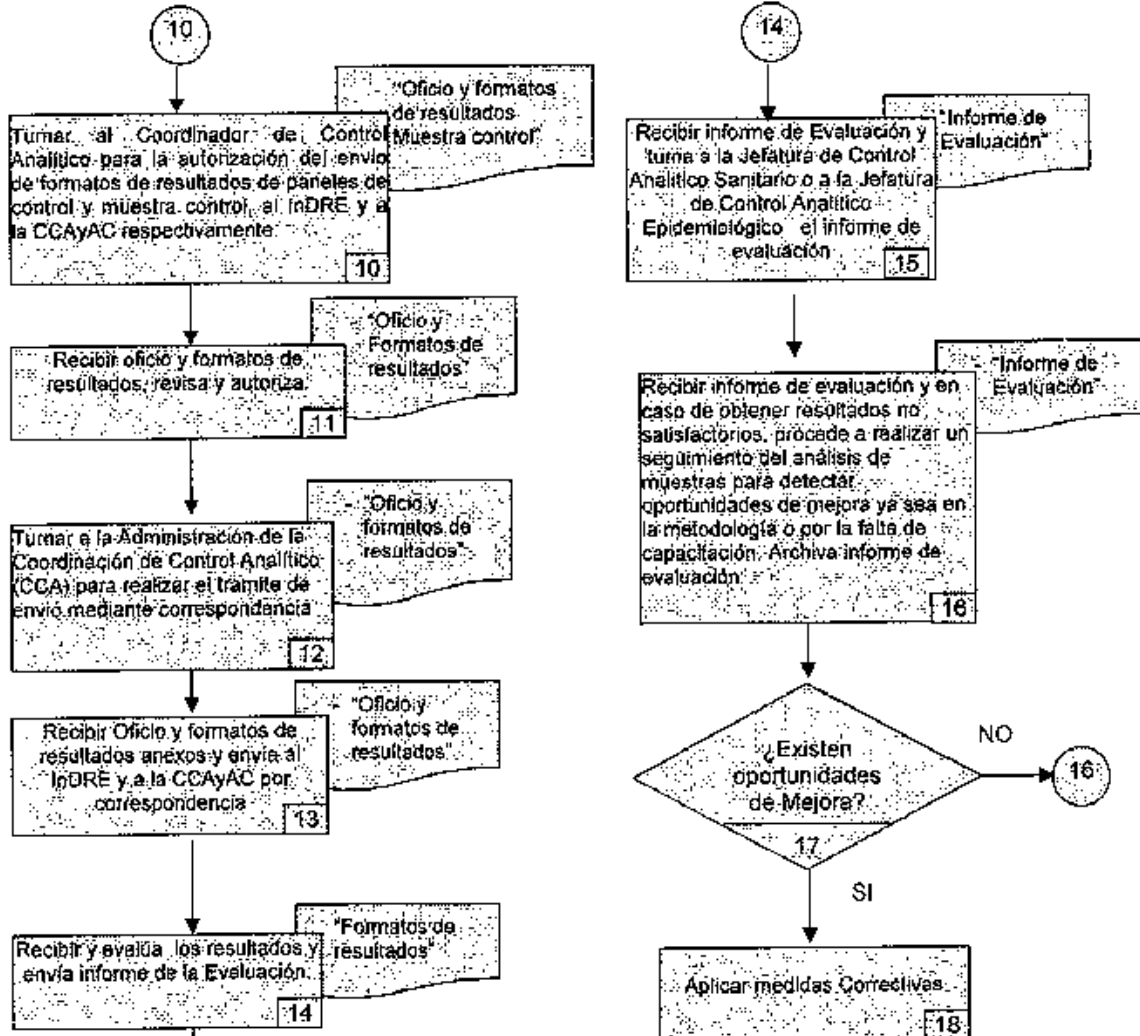 10
"Oficio y formatos
de resultados
Muestra control"
Turnar al Coordinador de Control
Analítico para la autorización del envio
de formatos de resultados de paneles de
control y muestra control, al InDRE y a
la CCAyAC respectivamente.
10
"Oficio y
Formatos de
resultados"
Recibir oficio y formatos de
resultados, revisa y autoriza.
11
- "Oficio y
formatos de
resultados"
Turnar a la Administración de la
Coordinación de Control Analítico
(CCA) para realizar el trámite de
envió mediante correspondencia
12
- "Oficio y
formatos de
resultados"
Recibir Oficio y formatos de
resultados anexos y envía al
InDRE y a la CCAyAC por
correspondencia
13
"Formatos de
resultados"
Recibir y evalúa los resultados y
envía informe de la Evaluación.
14
14
"Informe de
Evaluación"
Recibir informe de Evaluación y
turna a la Jefatura de Control
Analítico Sanitario o a la Jefatura
de Control Analítico
Epidemiológico el informe de
evaluación
15
- "Informe de
Evaluación"
Recibir informe de evaluación y en
caso de obtener resultados no
satisfactorios, procede a realizar un
seguimiento del análisis de
muestras para detectar
oportunidades de mejora ya sea en
la metodología o por la falta de
capacitación. Archiva informe de
evaluación
16
¿Existen
oportunidades
de Mejora?
17
NO
16
SI
Aplicar medidas Correctivas
18